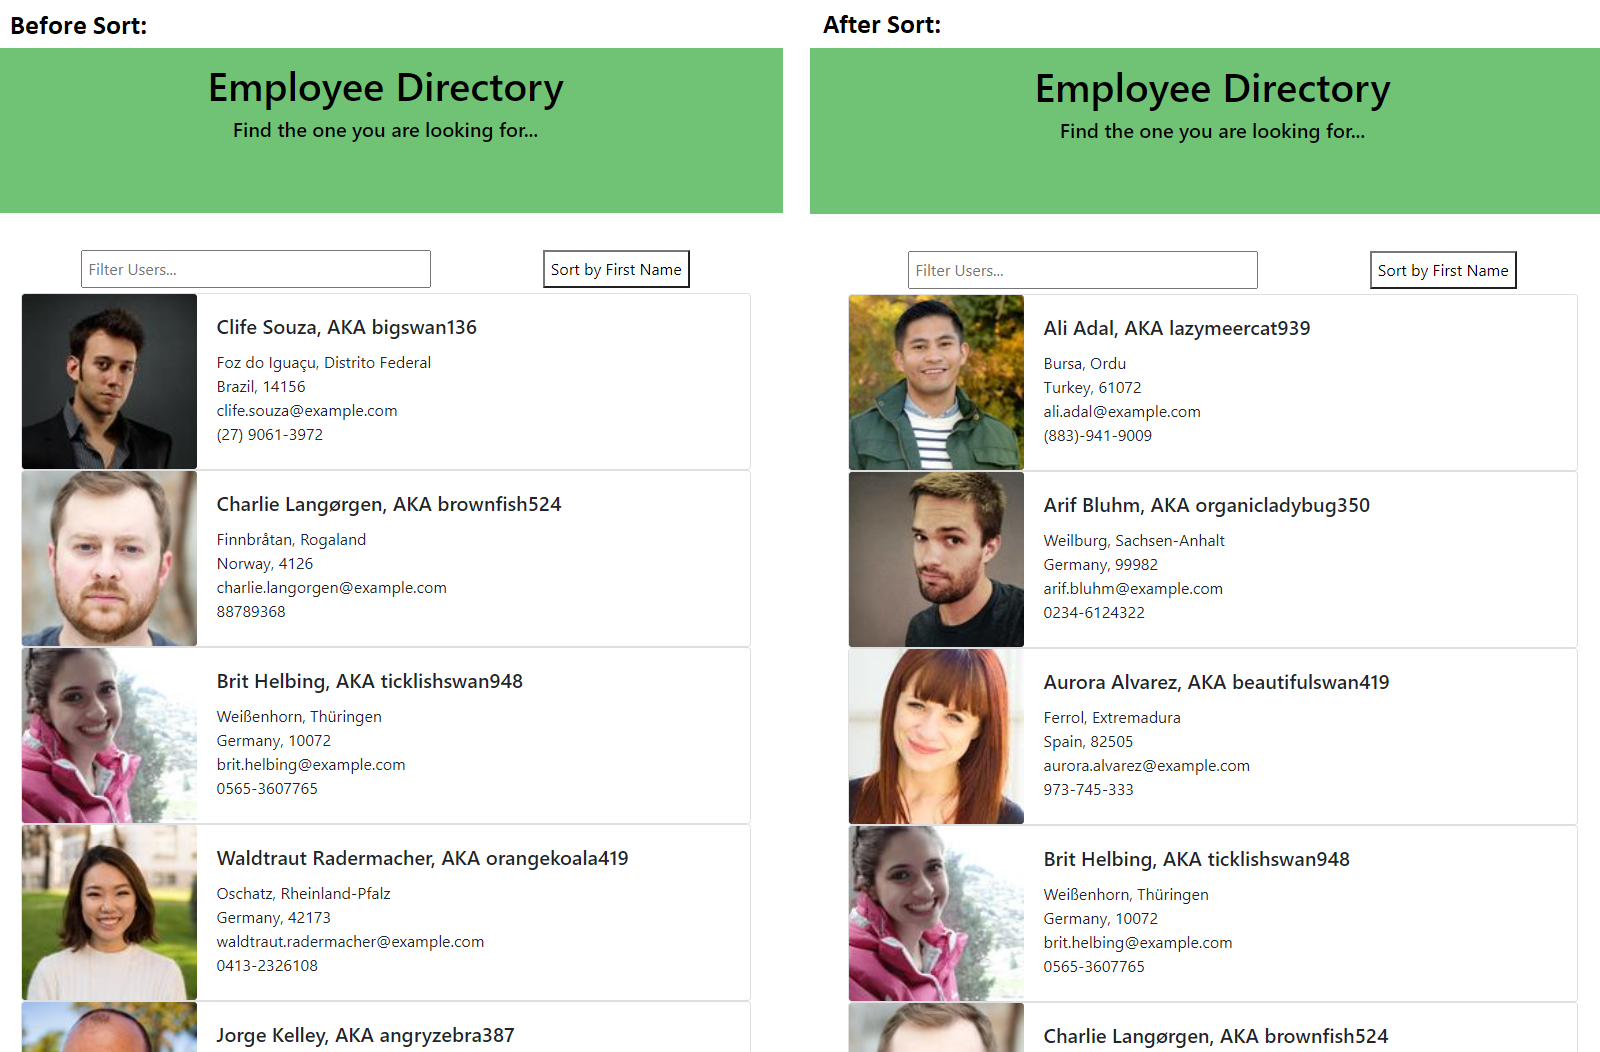 Before Sort:
Employee Directory
Find the one you are looking for...
Filter Users...
Sort by First Name
Clife Souza, AKA bigswan136
Foz do Iguaçu, Distrito Federal
Brazil, 14156
clife.souza@example.com
(27) 9061-3972
Charlie Langørgen, AKA brownfish524
Finnbråtan, Rogaland
Norway, 4126
charlie.langorgen@example.com
88789368
Brit Helbing, AKA ticklishswan948
Weißenhorn, Thüringen
Germany, 10072
brit.helbing@example.com
0565-3607765
Waldtraut Radermacher, AKA orangekoala419
Oschatz, Rheinland-Pfalz
Germany, 42173
waldtraut.radermacher@example.com
0413-2326108
Jorge Kelley, AKA angryzebra387
After Sort:
Employee Directory
Find the one you are looking for...
Filter Users...
Sort by First Name
Ali Adal, AKA lazymeercat939
Bursa, Ordu
Turkey, 61072
ali.adal@example.com
(883)-941-9009
Arif Bluhm, AKA organicladybug350
Weilburg, Sachsen-Anhalt
Germany, 99982
arif.bluhm@example.com
0234-6124322
Aurora Alvarez, AKA beautifulswan419
Ferrol, Extremadura
Spain, 82505
aurora.alvarez@example.com
973-745-333
Brit Helbing, AKA ticklishswan948
Weißenhorn, Thüringen
Germany, 10072
brit.helbing@example.com
0565-3607765
Charlie Langørgen, AKA brownfish524